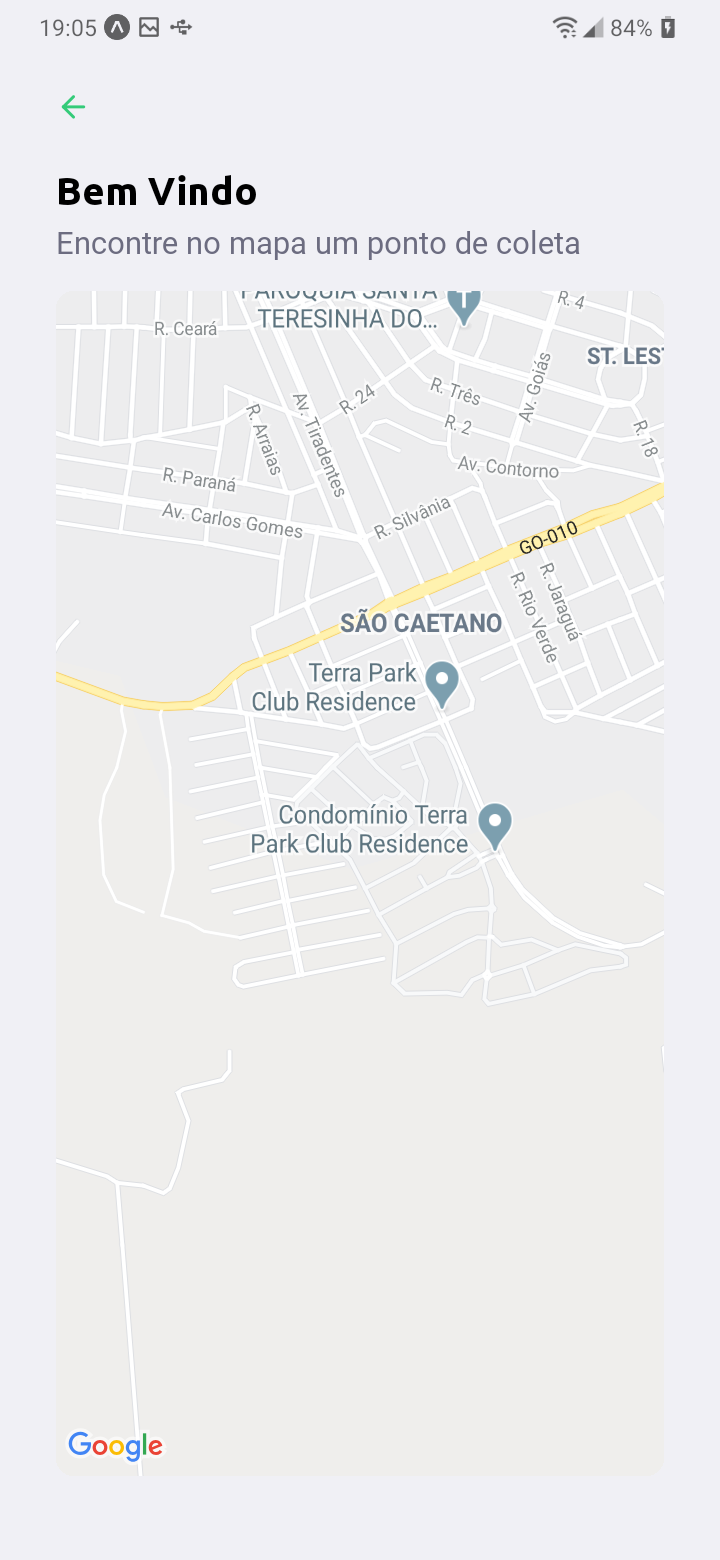 19:05
84%
Bem Vindo
Encontre no mapa um ponto de coleta
PARÓQUIA SANTA
TERESINHA DO...
R. 4
R. Ceará
ST. LEST
R. 24
R. Três
Av. Goiás
Av. Tiradentes
R. Arraias
R. 2
R. 18
Av. Contorno
R. Paraná
Av. Carlos Gomes
R. Silvânia
GO-010
R. Jaraguá
R. Rio Verde
SÃO CAETANO
Terra Park
Club Residence
Condomínio Terra
Park Club Residence
Google